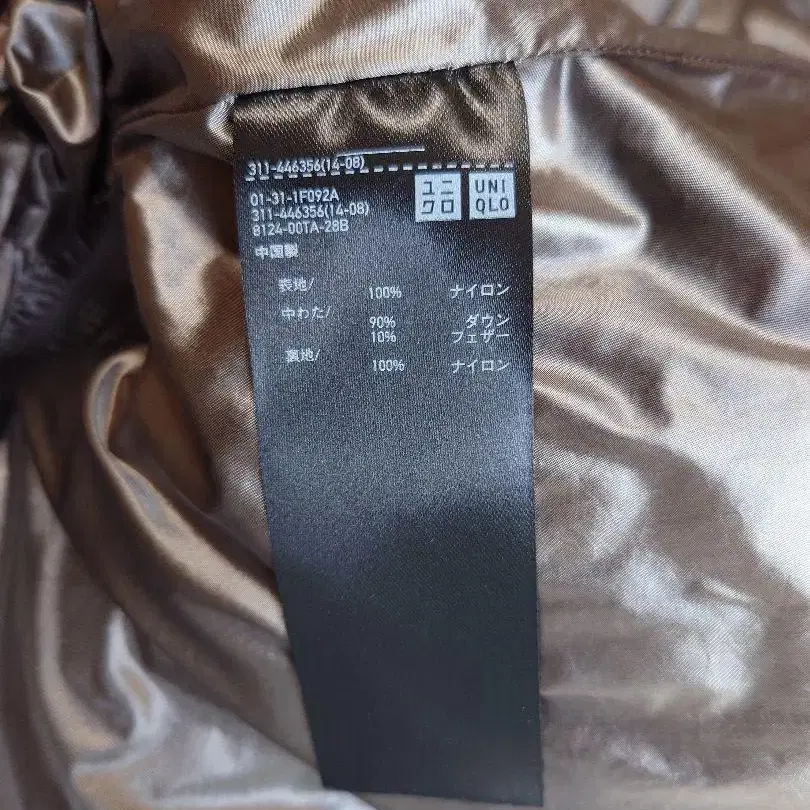 311-446356(14-08)
01-31-1F092A
311-446356(14-08)
8124-00TA-28B
中国製
ユニ
クロ
UNI
QLO
表地/ 100% ナイロン
中わた/ 90% ダウン
10% フェザー
裏地/ 100% ナイロン